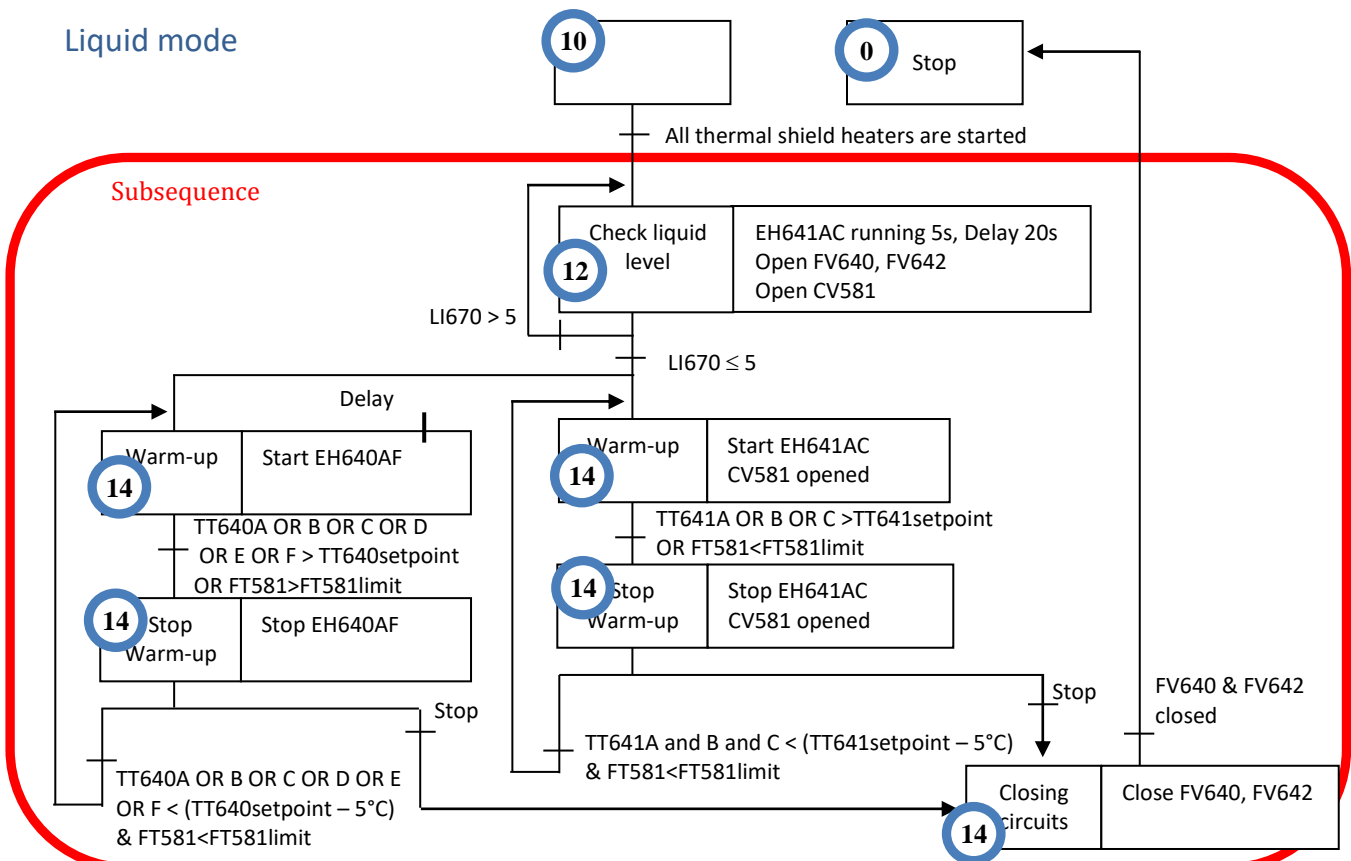 Liquid mode
10
0
Stop
All thermal shield heaters are started
Subsequence
Check liquid
level
12
EH641AC running 5s, Delay 20s
Open FV640, FV642
Open CV581
LI670 > 5
LI670 ≤ 5
Delay
Warm-up
14
Start EH640AF
Warm-up
14
Start EH641AC
CV581 opened
TT640A OR B OR C OR D
OR E OR F > TT640setpoint
OR FT581>FT581limit
TT641A OR B OR C >TT641setpoint
OR FT581<FT581limit
14
Stop
Warm-up
Stop EH640AF
14
Stop
Warm-up
Stop EH641AC
CV581 opened
Stop
Stop
FV640 & FV642
closed
TT640A OR B OR C OR D OR E
OR F < (TT640setpoint – 5°C)
& FT581<FT581limit
TT641A and B and C < (TT641setpoint – 5°C)
& FT581<FT581limit
Closing
circuits
14
Close FV640, FV642